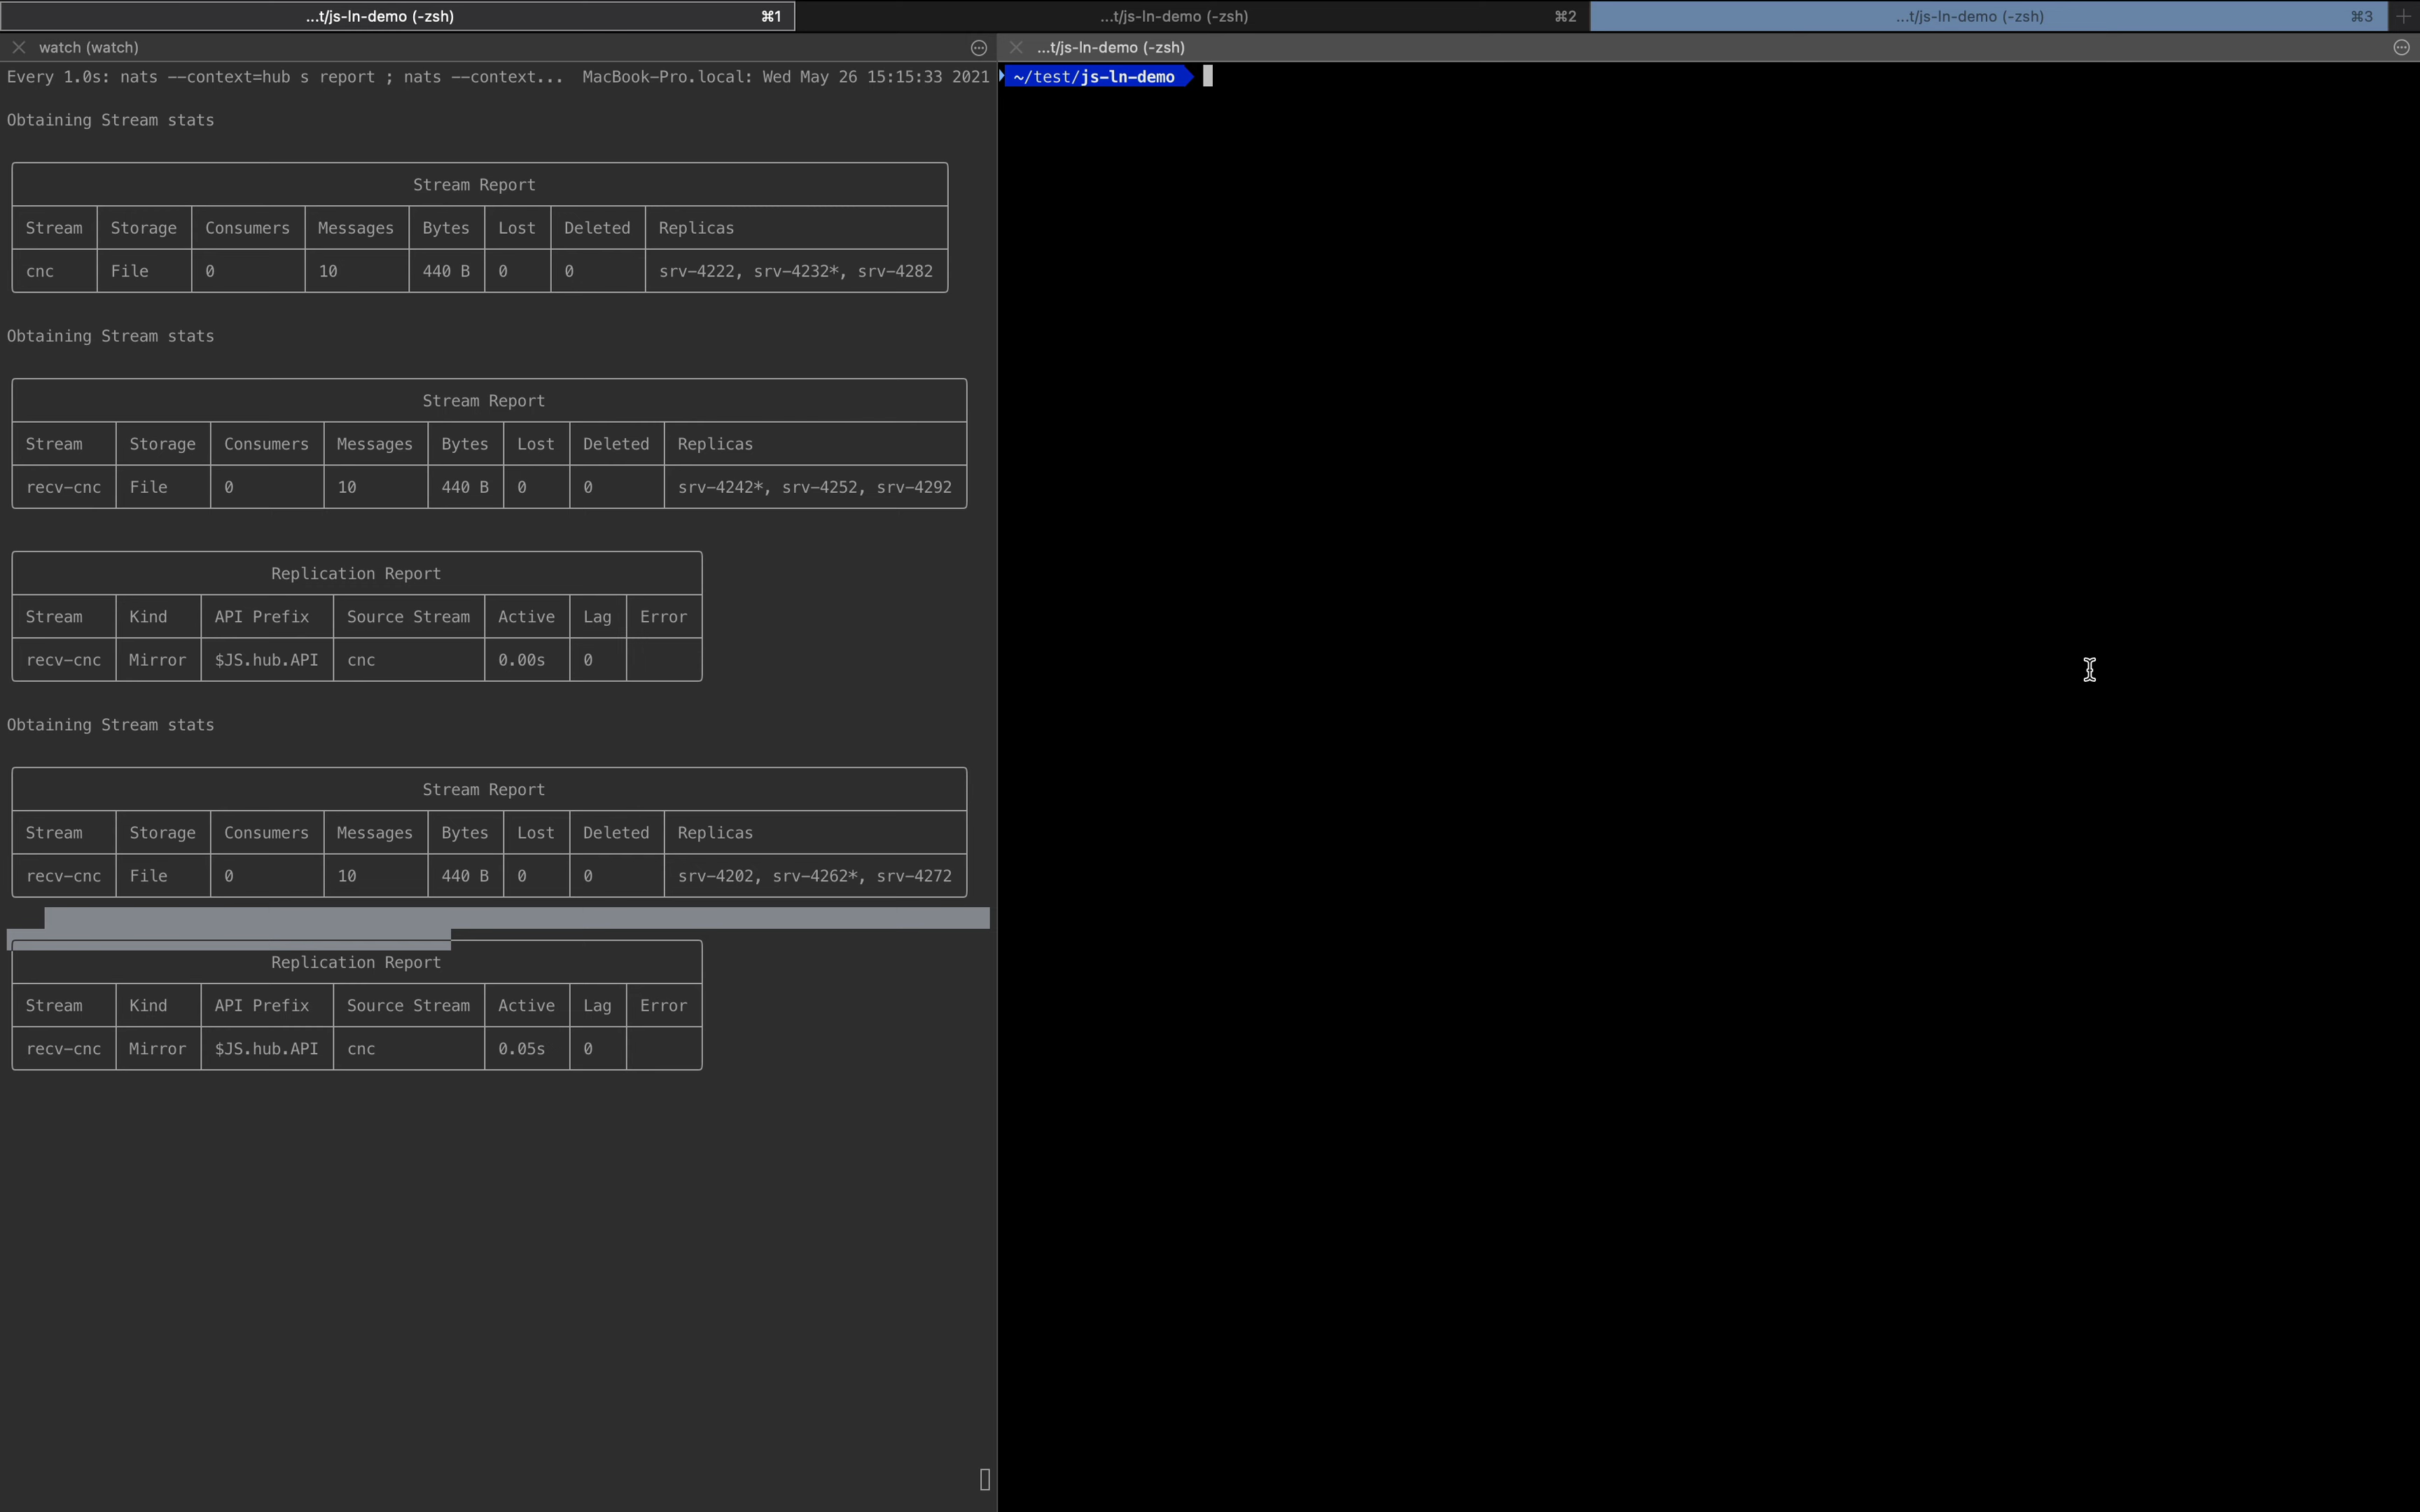 ...t/js-ln-demo (-zsh) ⌘1 ...t/js-ln-demo (-zsh) ⌘2 ...t/js-ln-demo (-zsh) ⌘3
watch (watch)
Every 1.0s: nats --context=hub s report ; nats --context... MacBook-Pro.local: Wed May 26 15:15:33 2021
Obtaining Stream stats
Stream Report
Stream Storage Consumers Messages Bytes Lost Deleted Replicas
cnc File 0 10 440 B 0 0 srv-4222, srv-4232*, srv-4282
Obtaining Stream stats
Stream Report
Stream Storage Consumers Messages Bytes Lost Deleted Replicas
recv-cnc File 0 10 440 B 0 0 srv-4242*, srv-4252, srv-4292
Replication Report
Stream Kind API Prefix Source Stream Active Lag Error
recv-cnc Mirror $JS.hub.API cnc 0.00s 0
Obtaining Stream stats
Stream Report
Stream Storage Consumers Messages Bytes Lost Deleted Replicas
recv-cnc File 0 10 440 B 0 0 srv-4202, srv-4262*, srv-4272
Replication Report
Stream Kind API Prefix Source Stream Active Lag Error
recv-cnc Mirror $JS.hub.API cnc 0.05s 0
...t/js-ln-demo (-zsh)
~/test/js-ln-demo